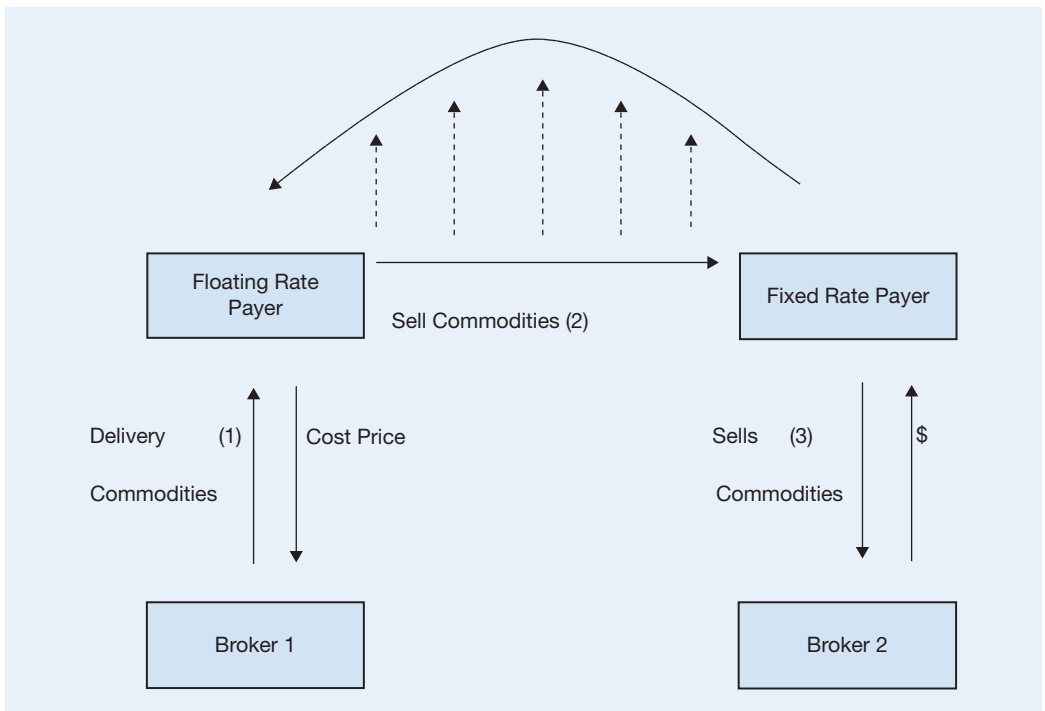 Floating Rate
Payer
Fixed Rate Payer
Sell Commodities (2)
Delivery (1)
Cost Price
Commodities
Sells (3)
$
Commodities
Broker 1
Broker 2